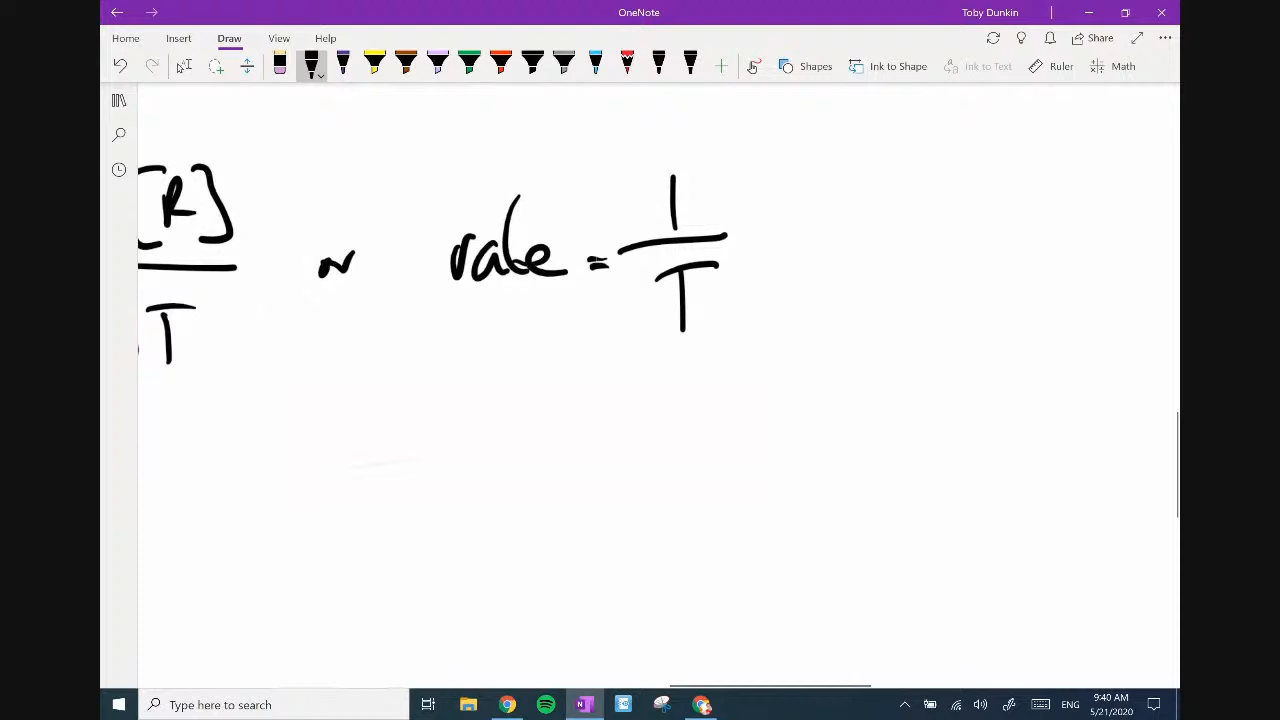 OneNote
Toby Dunkin
Home Insert Draw View Help
Share
Shapes Ink to Shape Ink to Text Ruler Math
[R]
T
or
rate = 1
T
Type here to search
ENG
9:40 AM
5/21/2020